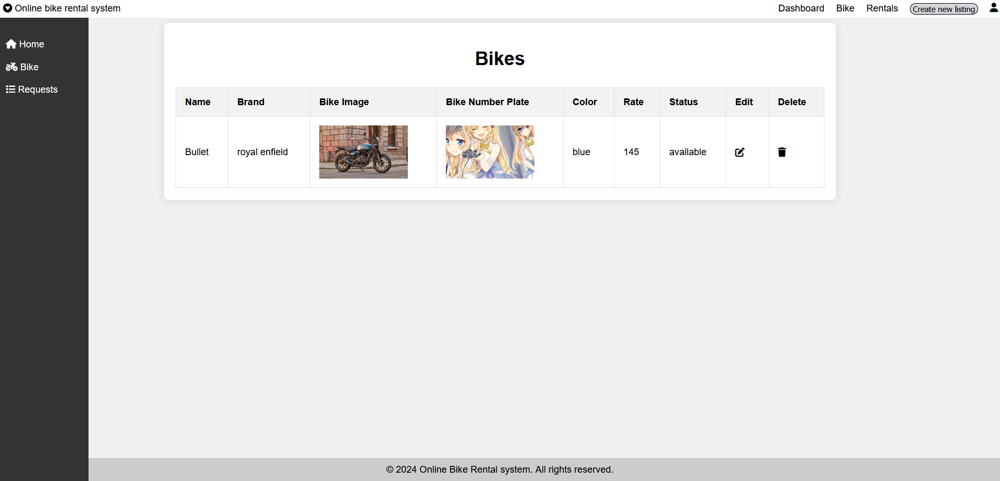 Online bike rental system
Dashboard Bike Rentals Create new listing
Home
Bike
Requests
Bikes
Name Brand Bike Image Bike Number Plate Color Rate Status Edit Delete
Bullet royal enfield ROYAL blue 145 available
© 2024 Online Bike Rental system. All rights reserved.